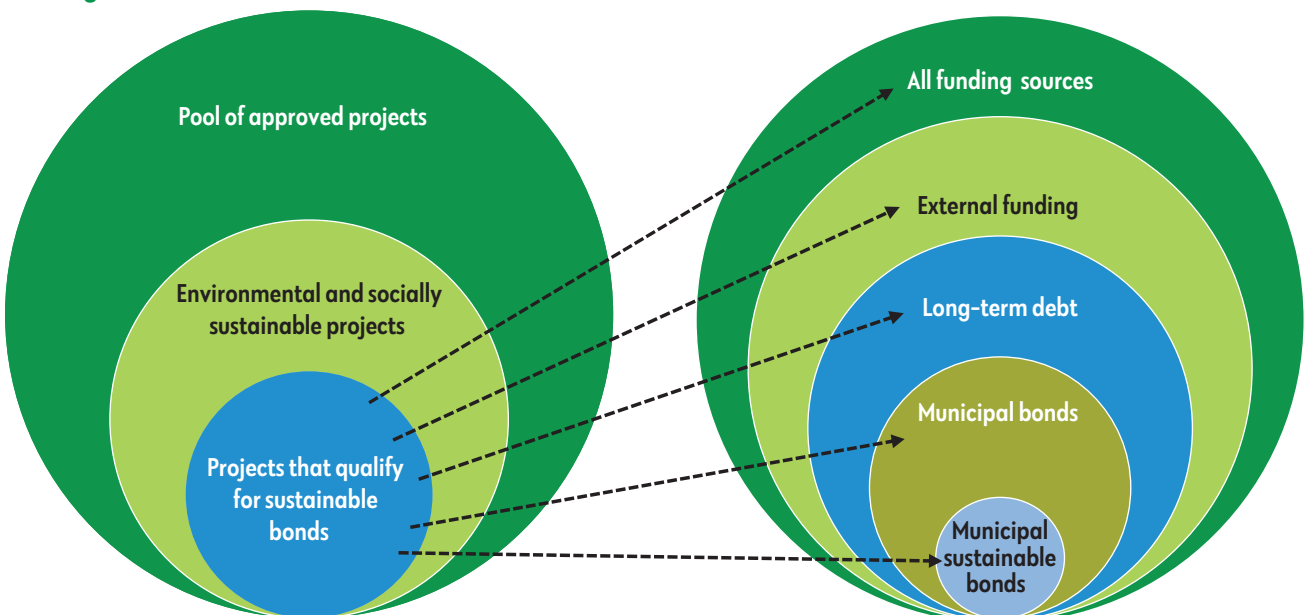 Pool of approved projects
Environmental and socially
sustainable projects
Projects that qualify
for sustainable
bonds
All funding sources
External funding
Long-term debt
Municipal bonds
Municipal
sustainable
bonds